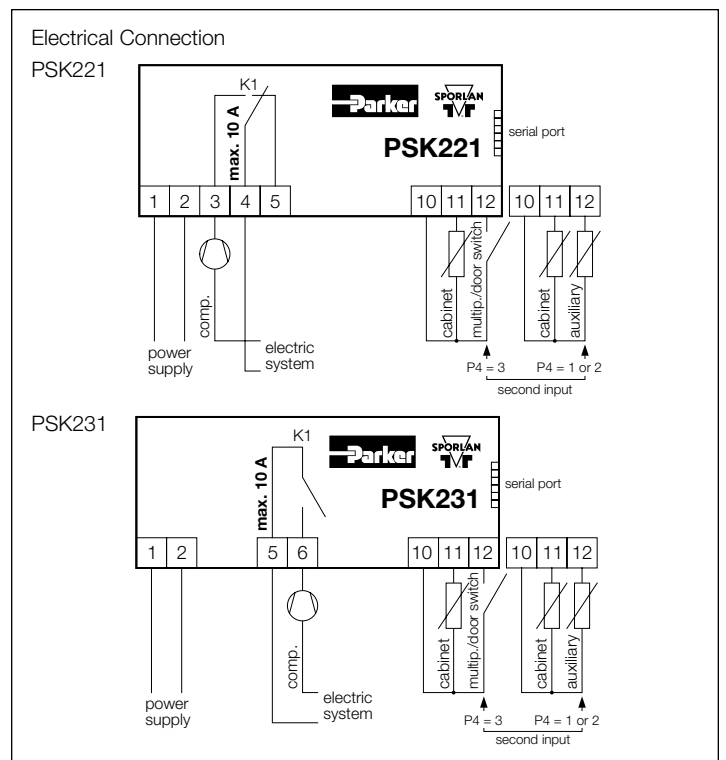 Electrical Connection
PSK221
K1
max. 10 A
Parker
SPORLAN
PSK221
serial port
1 2 3 4 5
10 11 12 10 11 12
comp.
cabinet
multip./door switch
cabinet
auxiliary
power
supply
electric
system
P4 = 3 P4 = 1 or 2
second input
PSK231
K1
max. 10 A
Parker
SPORLAN
PSK231
serial port
1 2 5 6
10 11 12 10 11 12
comp.
cabinet
multip./door switch
cabinet
auxiliary
power
supply
electric
system
P4 = 3 P4 = 1 or 2
second input